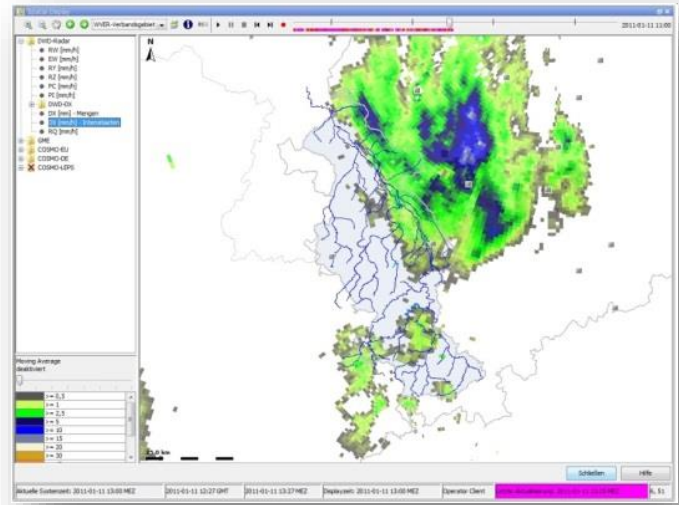 WVER-Verbandsgebiet
2011-01-11 11:00
DWD-Radar
RW [mm/h]
EW [mm/h]
RY [mm/h]
RZ [mm/h]
PC [mm/h]
PI [mm/h]
DWD-DX
DX [mm] - Mengen
RQ [mm/h]
GME
COSMO-EU
COSMO-DE
COSMO-LEPS
N
Moving Average
deaktiviert
>= 0,5
>= 1
>= 2,5
>= 5
>= 10
>= 15
>= 20
>= 30
km
Schließen
Hilfe
Aktuelle Systemzeit: 2011-01-11 13:00 MEZ
2011-01-11 12:27 GMT
2011-01-11 13:27 MEZ
Displayzeit: 2011-01-11 13:00 MEZ
Operator Client